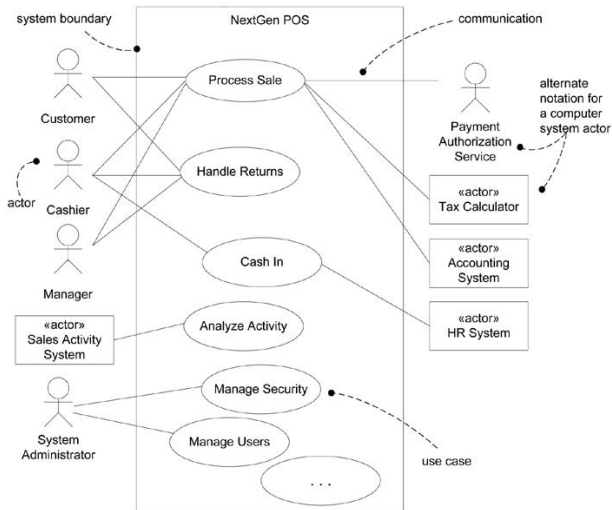 system boundary
NextGen POS
communication
Process Sale
alternate
notation for
a computer
system actor
Customer
Payment
Authorization
Service
Handle Returns
«actor»
Tax Calculator
actor
Cashier
«actor»
Accounting
System
Cash In
Manager
«actor»
HR System
«actor»
Sales Activity
System
Analyze Activity
Manage Security
System
Administrator
Manage Users
use case
. . .